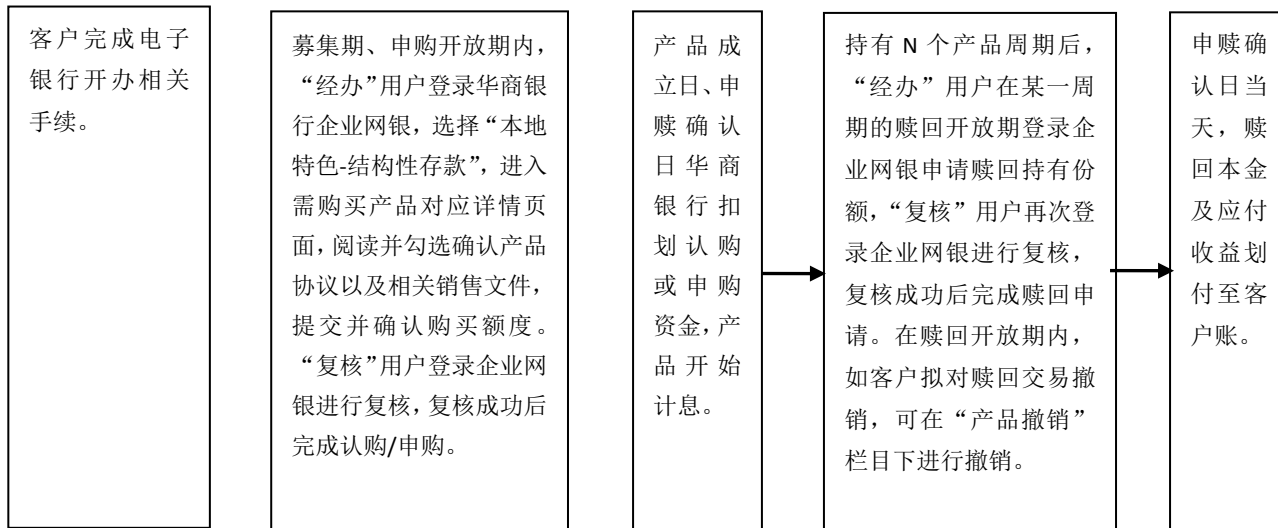 客户完成电子
银行开办相关
手续。
募集期、申购开放期内，
“经办”用户登录华商银
行企业网银，选择“本地
特色-结构性存款”，进入
需购买产品对应详情页
面，阅读并勾选确认产品
协议以及相关销售文件，
提交并确认购买额度。
“复核”用户登录企业网
银进行复核，复核成功后
完成认购/申购。
产品成
立日、申
赎确认
日华商
银行扣
划认购
或申购
资金，产
品开始
计息。
持有 N 个产品周期后，
“经办”用户在某一周
期的赎回开放期登录企
业网银申请赎回持有份
额，“复核”用户再次登
录企业网银进行复核，
复核成功后完成赎回申
请。在赎回开放期内，
如客户拟对赎回交易撤
销，可在“产品撤销”
栏目下进行撤销。
申赎确
认日当
天，赎
回本金
及应付
收益划
付至客
户账。